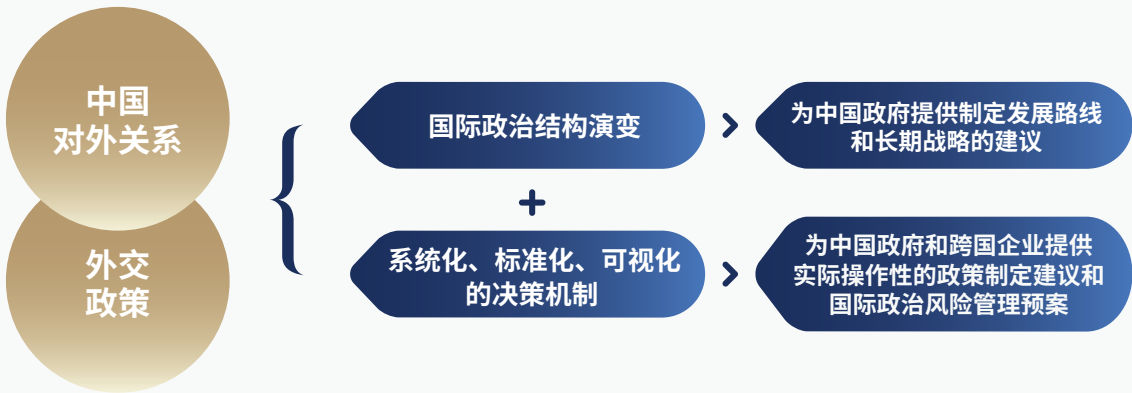 中国
对外关系
外交
政策
国际政治结构演变
+
系统化、标准化、可视化
的决策机制
为中国政府提供制定发展路线
和长期战略的建议
为中国政府和跨国企业提供
实际操作性的政策制定建议和
国际政治风险管理预案